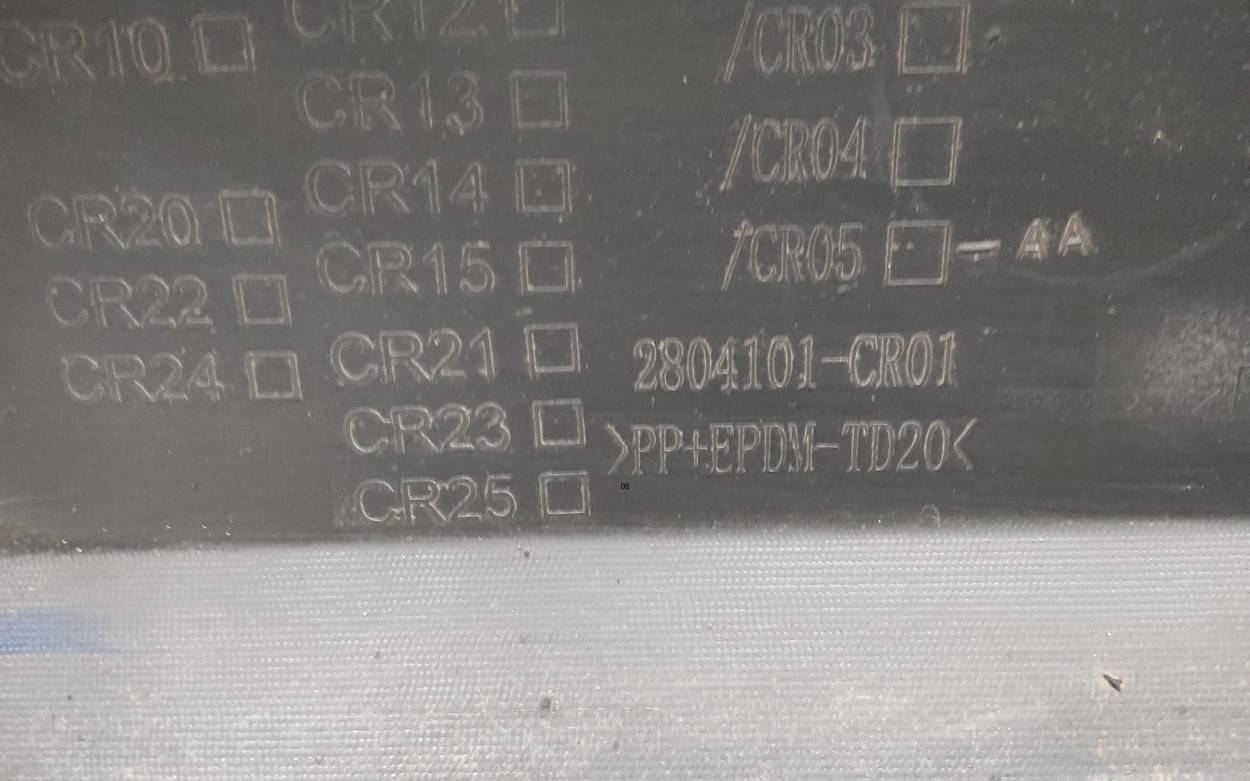 CR10
CR20
CR22
CR24
CR12
CR13
CR14
CR15
CR21
CR23
CR25
/CR03
/CR04
/CR05 - AA
2804101-CR01
>PP+EPDM-TD20<
08